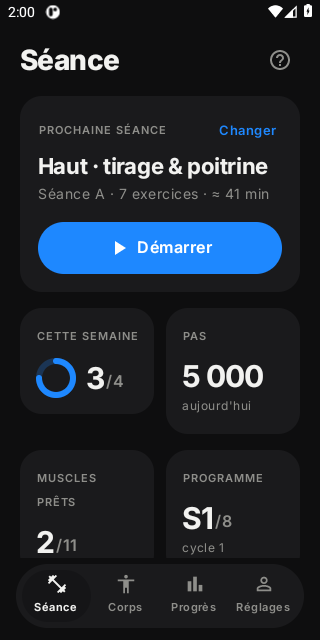 2:00
Séance
PROCHAINE SÉANCE
Changer
Haut · tirage & poitrine
Séance A · 7 exercices · ≈ 41 min
Démarrer
CETTE SEMAINE
3/4
PAS
5 000
aujourd'hui
MUSCLES
PRÊTS
2/11
PROGRAMME
S1/8
cycle 1
Séance
Corps
Progrès
Réglages